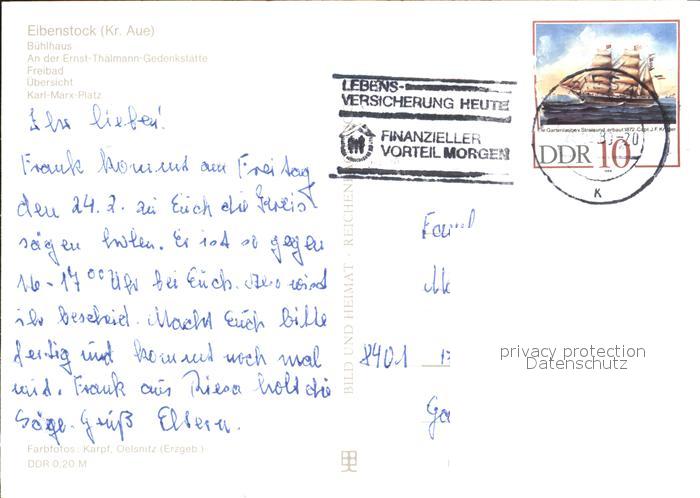 Eibenstock (Kr. Aue)
Bühlhaus
An der Ernst-Thälmann-Gedenkstätte
Freibad
Übersicht
Karl-Marx-Platz
Ihr lieben!
Frank kommt am Freitag
den 24.2. zu Euch die Kreis
sägen holen. Er ist so gegen
16-17⁰⁰ Uhr bei Euch. Also wisst
ihr bescheid. Macht Euch bitte
fertig und kommt noch mal
mit. Frank aus Riesa holt die
Säge. Gruß Eltern.
Farbfotos: Karpf, Oelsnitz (Erzgeb.)
DDR 0,20 M
BILD UND HEIMAT · REICHEN
LEBENS-
VERSICHERUNG HEUTE
FINANZIELLER
VORTEIL MORGEN
DDR 10
K
8401
privacy protection
Datenschutz